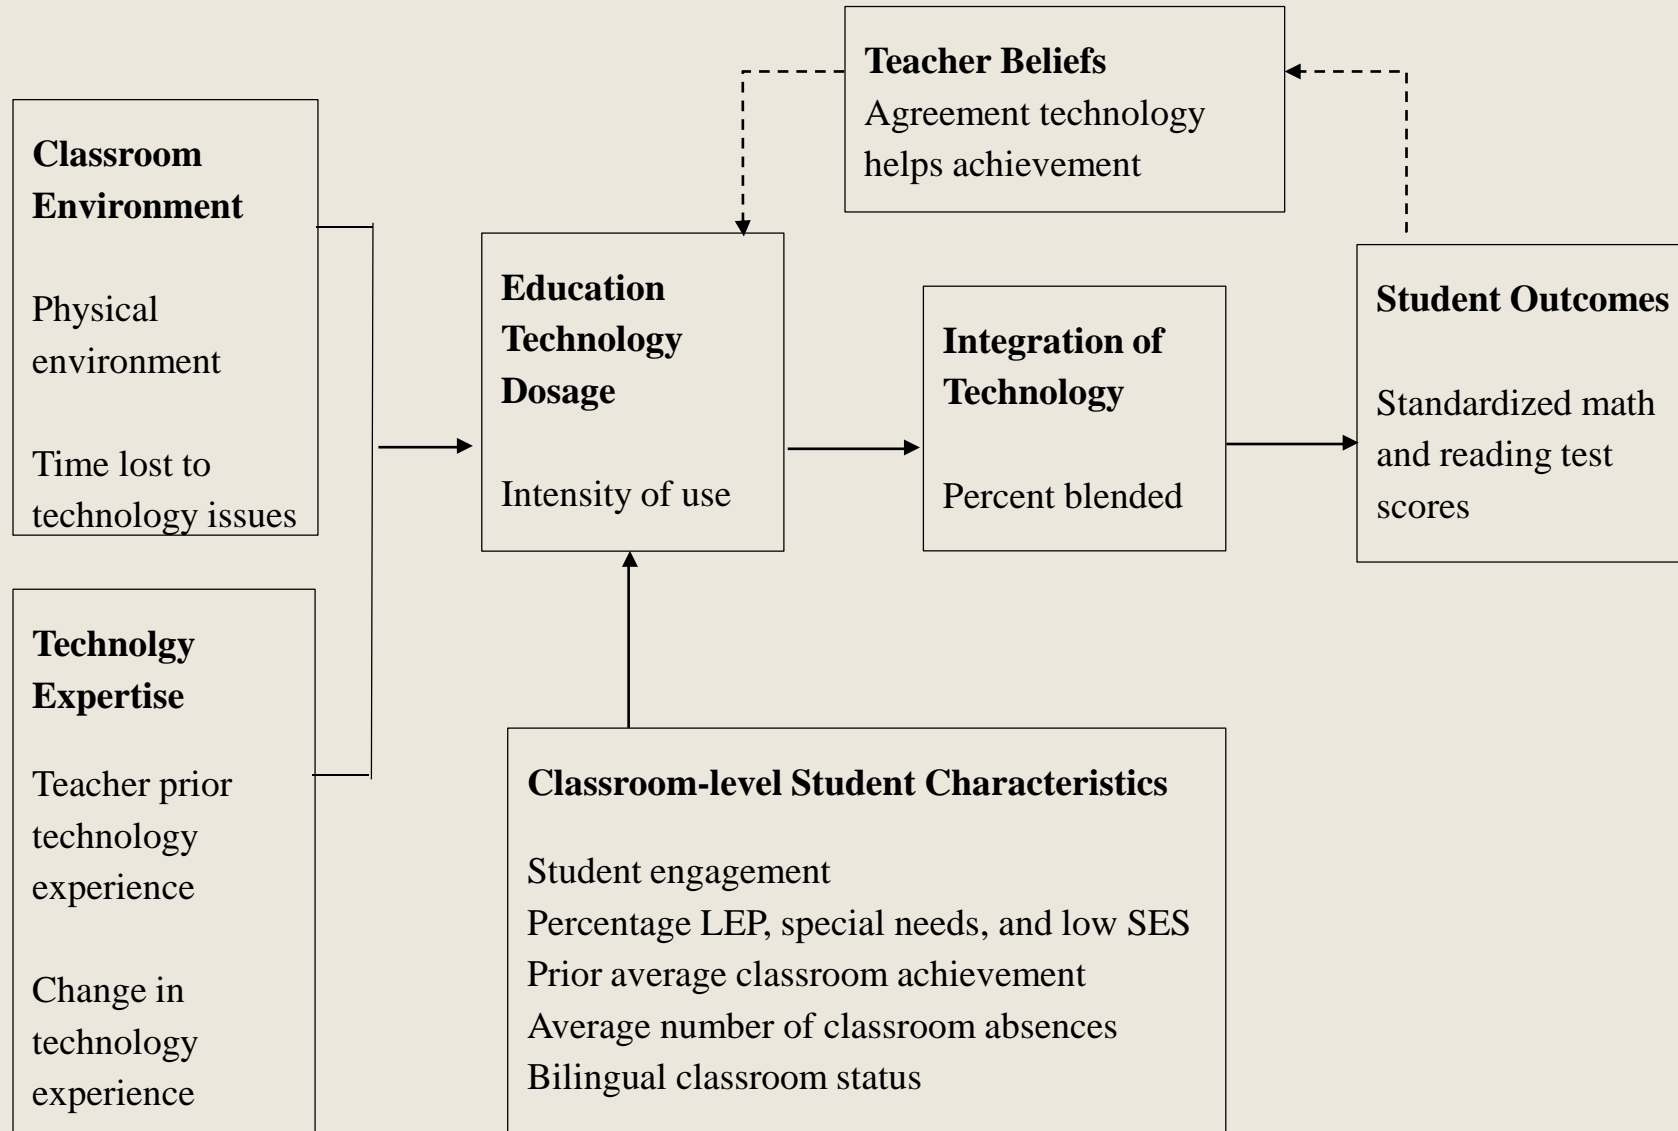 Teacher Beliefs
Agreement technology
helps achievement
Classroom
Environment
Physical
environment
Time lost to
technology issues
Education
Technology
Dosage
Intensity of use
Integration of
Technology
Percent blended
Student Outcomes
Standardized math
and reading test
scores
Technolgy
Expertise
Teacher prior
technology
experience
Change in
technology
experience
Classroom-level Student Characteristics
Student engagement
Percentage LEP, special needs, and low SES
Prior average classroom achievement
Average number of classroom absences
Bilingual classroom status